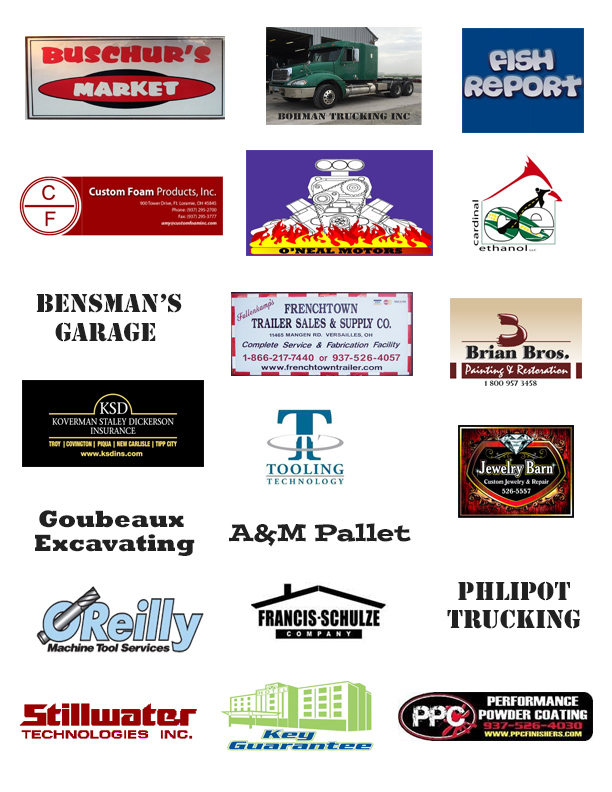 BUSCHUR'S
MARKET
BOHMAN TRUCKING INC
FISH
REPORT
C
F
Custom Foam Products, Inc.
900 Tower Drive, Ft. Loramie, OH 45845
Phone: (937) 295-2700
Fax: (937) 295-3777
amy@customfoaminc.com
O'NEAL MOTORS
cardinal
ce
ethanol LLC
BENSMAN'S
GARAGE
Fullenkamp's
FRENCHTOWN
TRAILER SALES & SUPPLY CO.
11465 MANGEN RD. VERSAILLES, OH
Complete Service & Fabrication Facility
1-866-217-7440 or 937-526-4057
www.frenchtowntrailer.com
Brian Bros.
Painting & Restoration
1 800 957 3458
KSD
KOVERMAN STALEY DICKERSON
INSURANCE
TROY | COVINGTON | PIQUA | NEW CARLISLE | TIPP CITY
www.ksdins.com
T
TOOLING
TECHNOLOGY
Jewelry Barn
Custom Jewelry & Repair
526-5557
Goubeaux
Excavating
A&M Pallet
O'Reilly
Machine Tool Services
FRANCIS-SCHULZE
COMPANY
PHLIPOT
TRUCKING
Stillwater
TECHNOLOGIES INC.
Key
Guarantee
PPC
PERFORMANCE
POWDER COATING
937-526-4030
WWW.PPCFINISHERS.COM